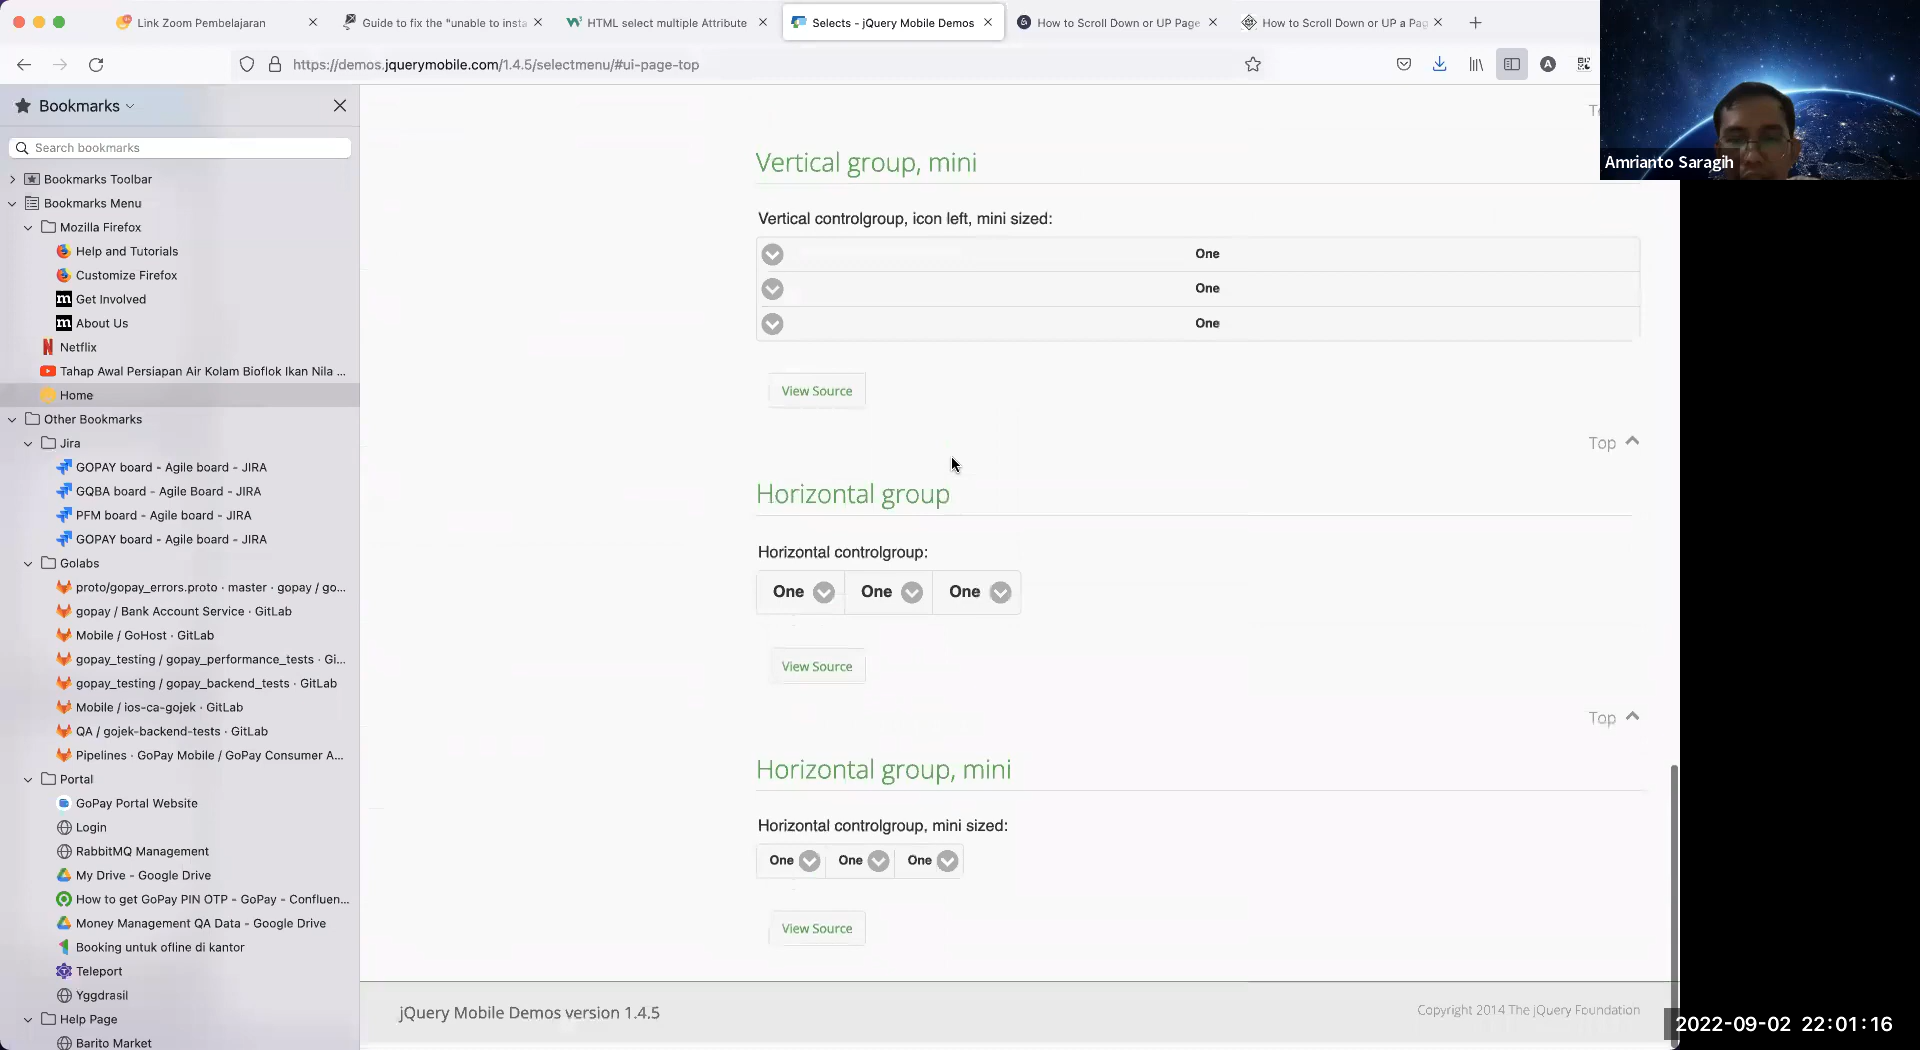 Link Zoom Pembelajaran
Guide to fix the "unable to insta
HTML select multiple Attribute
Selects - jQuery Mobile Demos
How to Scroll Down or UP Page
How to Scroll Down or UP a Pag
https://demos.jquerymobile.com/1.4.5/selectmenu/#ui-page-top
Bookmarks
Search bookmarks
Bookmarks Toolbar
Bookmarks Menu
Mozilla Firefox
Help and Tutorials
Customize Firefox
Get Involved
About Us
Netflix
Tahap Awal Persiapan Air Kolam Bioflok Ikan Nila ...
Home
Other Bookmarks
Jira
GOPAY board - Agile board - JIRA
GQBA board - Agile Board - JIRA
PFM board - Agile board - JIRA
GOPAY board - Agile board - JIRA
Golabs
proto/gopay_errors.proto · master · gopay / go...
gopay / Bank Account Service · GitLab
Mobile / GoHost · GitLab
gopay_testing / gopay_performance_tests · Gi...
gopay_testing / gopay_backend_tests · GitLab
Mobile / ios-ca-gojek · GitLab
QA / gojek-backend-tests · GitLab
Pipelines · GoPay Mobile / GoPay Consumer A...
Portal
GoPay Portal Website
Login
RabbitMQ Management
My Drive - Google Drive
How to get GoPay PIN OTP - GoPay - Confluen...
Money Management QA Data - Google Drive
Booking untuk ofline di kantor
Teleport
Yggdrasil
Help Page
Barito Market
Vertical group, mini
Vertical controlgroup, icon left, mini sized:
One
One
One
View Source
Top
Horizontal group
Horizontal controlgroup:
One One One
View Source
Top
Horizontal group, mini
Horizontal controlgroup, mini sized:
One One One
View Source
jQuery Mobile Demos version 1.4.5
Copyright 2014 The jQuery Foundation
Amrianto Saragih
2022-09-02 22:01:16